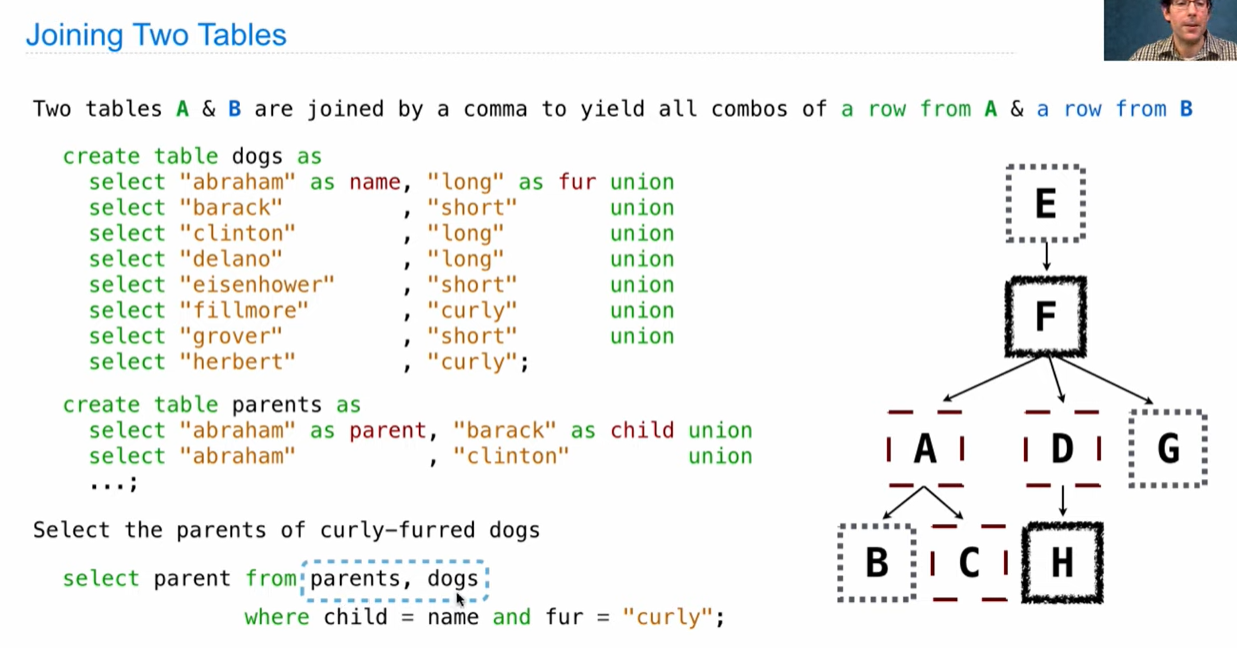 Joining Two Tables
Two tables A & B are joined by a comma to yield all combos of a row from A & a row from B
create table dogs as
select "abraham" as name, "long" as fur union
select "barack" , "short" union
select "clinton" , "long" union
select "delano" , "long" union
select "eisenhower" , "short" union
select "fillmore" , "curly" union
select "grover" , "short" union
select "herbert" , "curly";
create table parents as
select "abraham" as parent, "barack" as child union
select "abraham" , "clinton" union
...;
Select the parents of curly-furred dogs
select parent from parents, dogs
where child = name and fur = "curly";
E
F
A D G
B C H